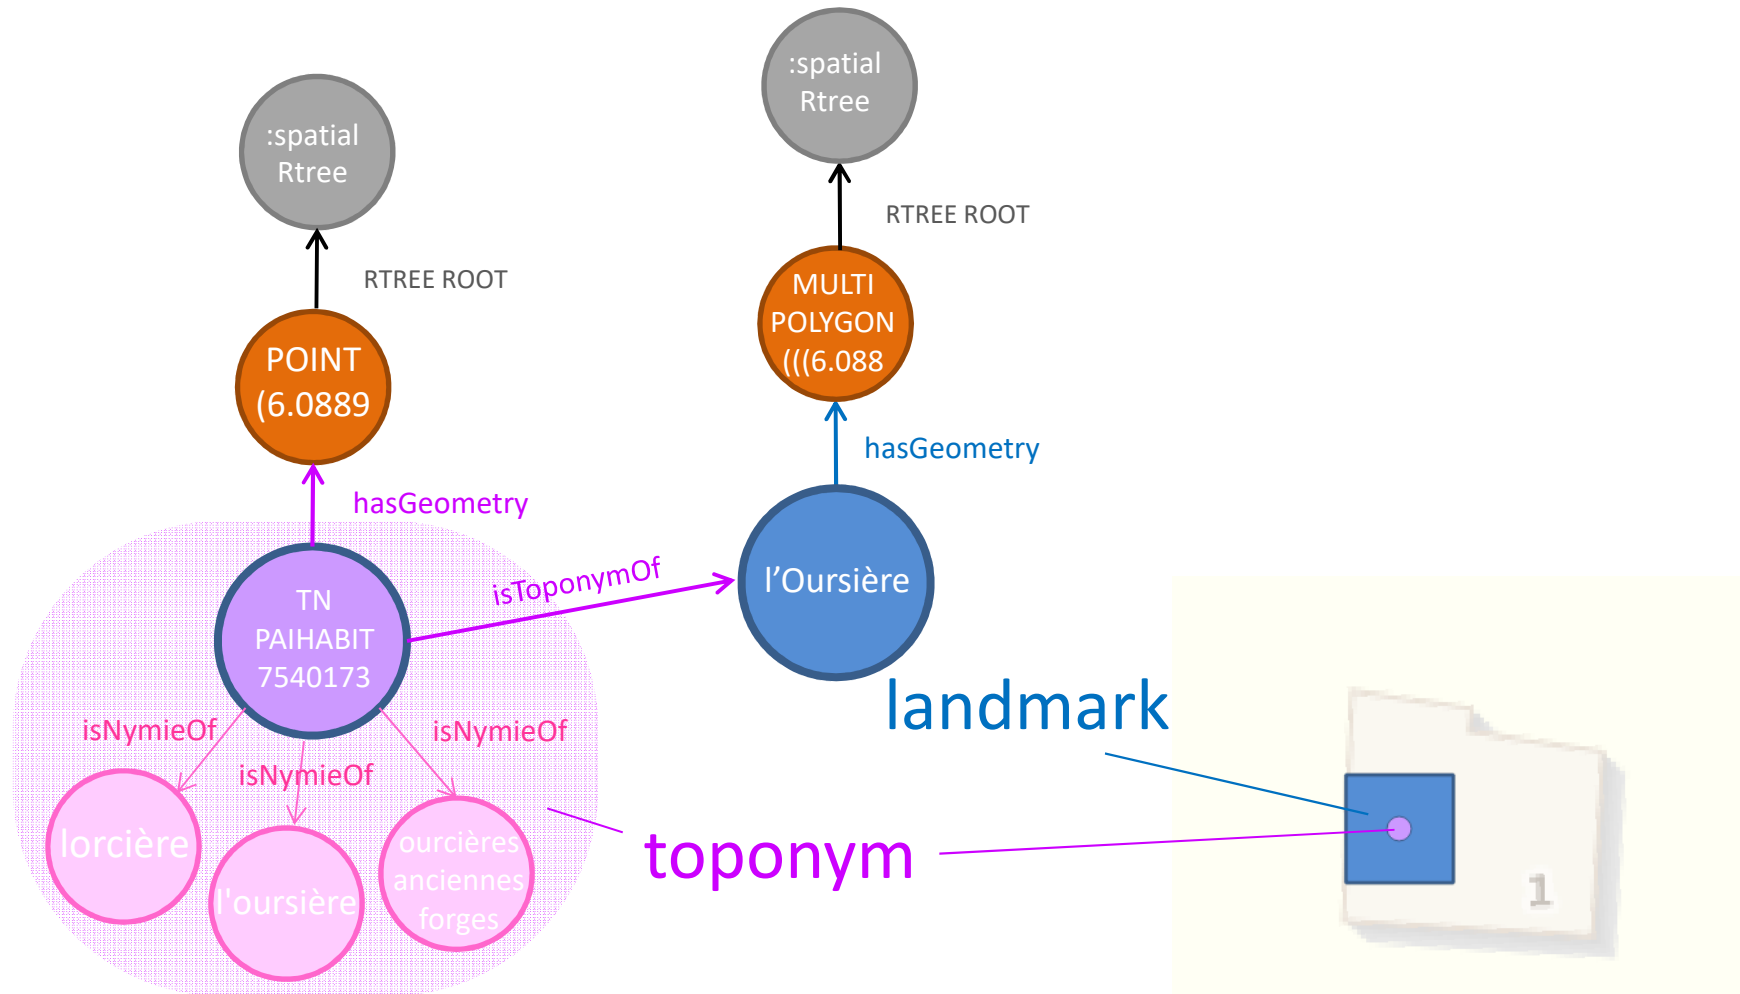 :spatial
Rtree
:spatial
Rtree
RTREE ROOT
RTREE ROOT
MULTI
POLYGON
(((6.088
POINT
(6.0889
hasGeometry
hasGeometry
isToponymOf
l’Oursière
TN
PAIHABIT
7540173
landmark
isNymieOf
isNymieOf
isNymieOf
lorcière
l'oursière
ourcières
anciennes
forges
toponym
1